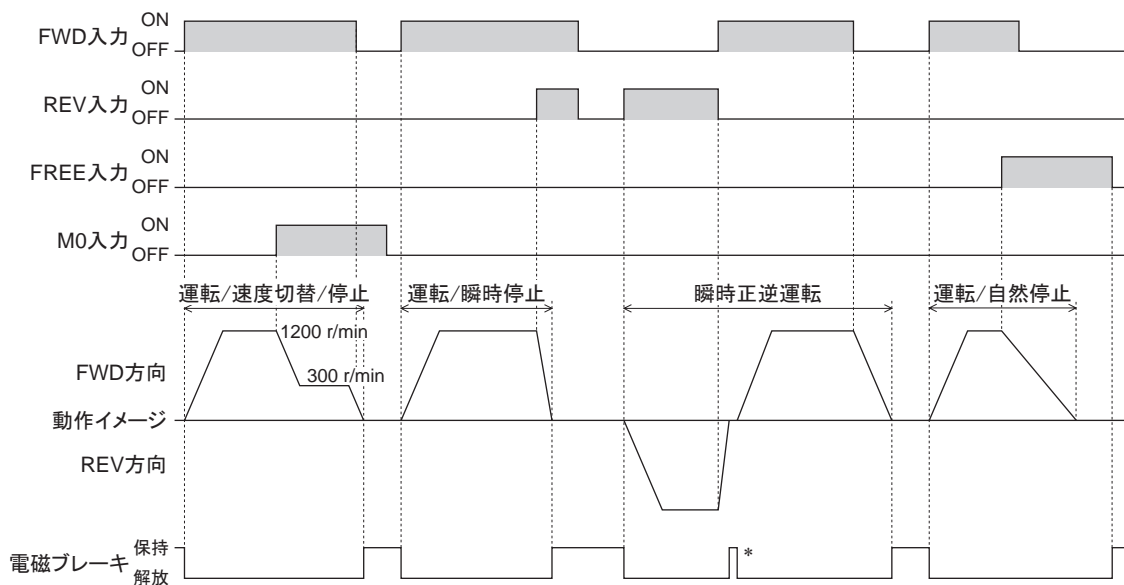 ON
FWD入力
OFF
ON
REV入力
OFF
ON
FREE入力
OFF
ON
M0入力
OFF
運転/速度切替/停止
運転/瞬時停止
瞬時正逆運転
運転/自然停止
1200 r/min
FWD方向
300 r/min
動作イメージ
REV方向
電磁ブレーキ
保持
*
解放